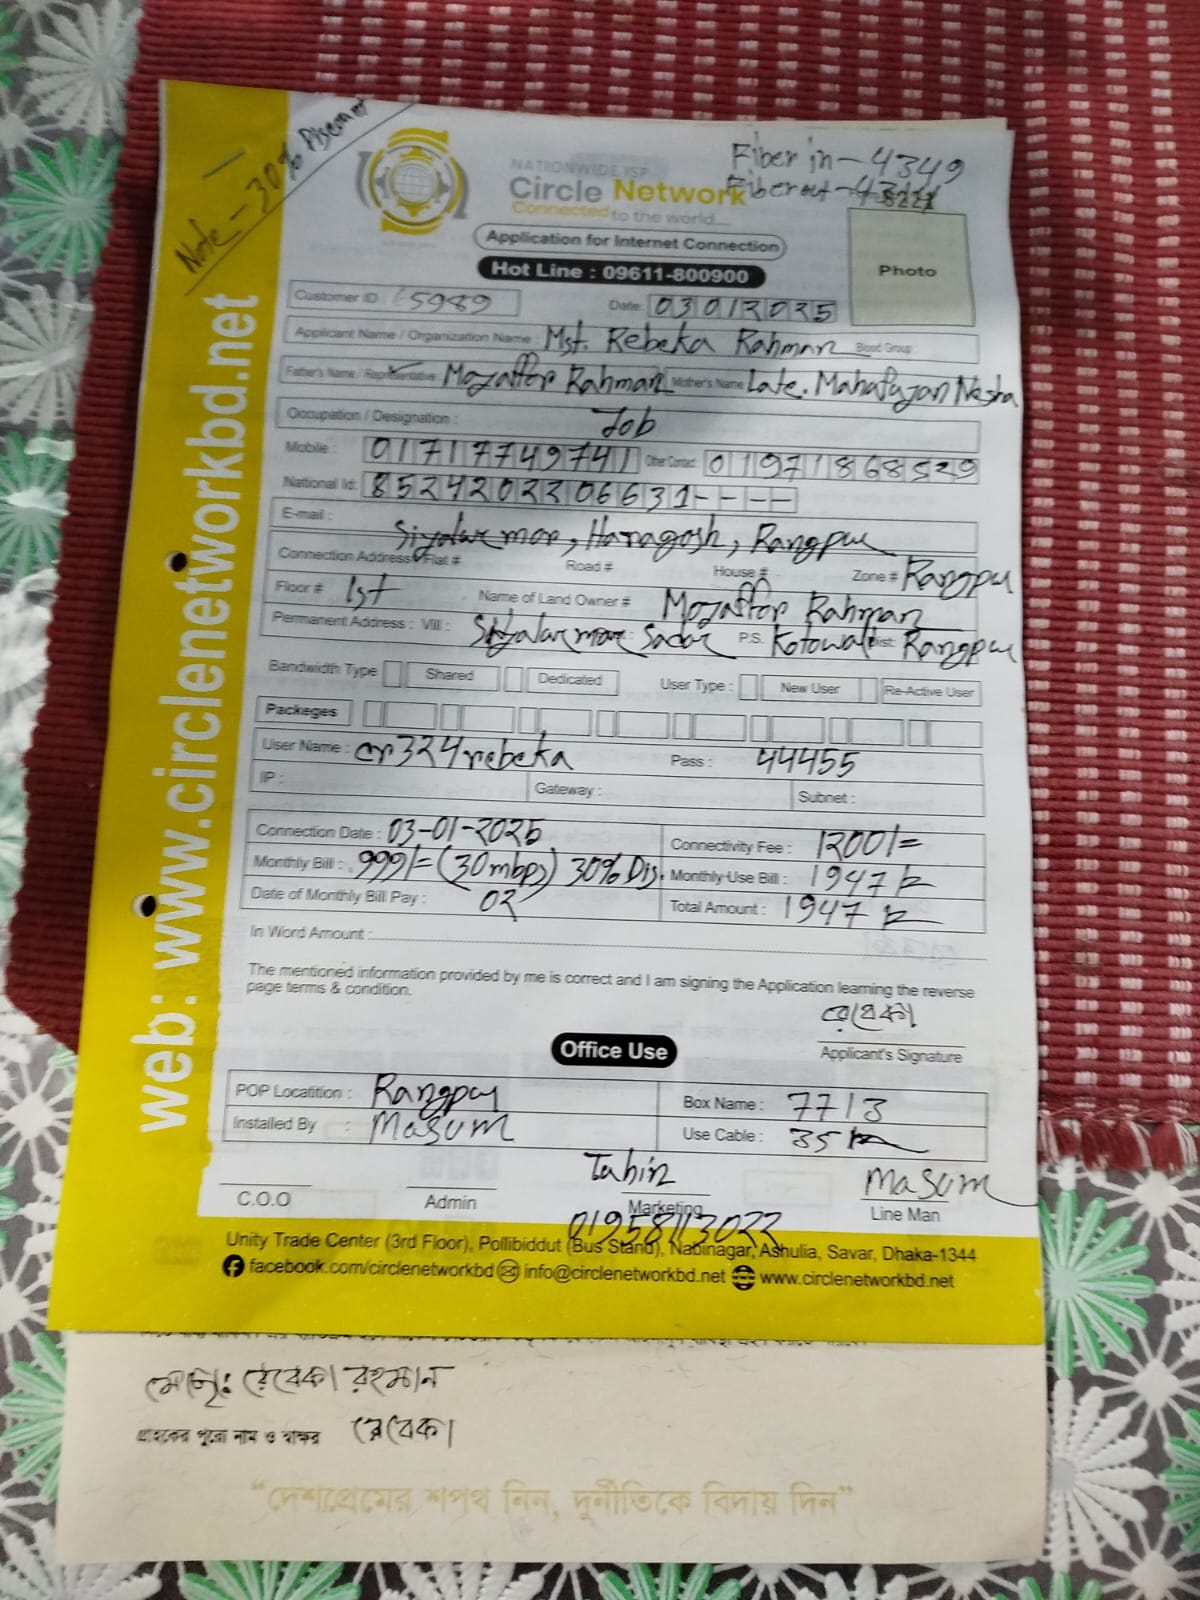 Note - 30% Discount
Fiber in - 4349
Fiber out - 43
NATIONWIDE ISP
Circle Network
Connected to the world....
Application for Internet Connection
Hot Line : 09611-800900
Photo
Customer ID : 5989 Date: 03012025
Applicant Name / Organization Name : Mst. Rebeka Rahman Blood Group :
Father's Name / Representative : Mozaffor Rahman Mother's Name Late. Mahafuzan Nesha
Occupation / Designation : Job
Mobile : 01717749741 Other Contact: 01971868529
National Id: 8524202206631----
E-mail :
Siyalur mor, Haragosh, Rangpur
Connection Address: Flat # Road # House # Zone # Rangpur
Floor # 1st Name of Land Owner # Mozaffor Rahman
Permanent Address : Vill : Siyalur mor Sadar P.S. Kotowali Dist: Rangpur
Bandwidth Type Shared Dedicated User Type : New User Re-Active User
Packeges
User Name : cr324rebeka Pass : 44455
IP : Gateway : Subnet :
Connection Date : 03-01-2025 Connectivity Fee : 1200/=
Monthly Bill : 999/= (30mbps) 30% Dis. Monthly Use Bill : 1947
Date of Monthly Bill Pay : 02 Total Amount : 1947
In Word Amount :
The mentioned information provided by me is correct and I am signing the Application learning the reverse
page terms & condition.
রেবেকা
Applicant's Signature
Office Use
POP Locatition : Rangpur Box Name : 7713
Installed By : Masum Use Cable : 35
Tahin Masum
C.O.O Admin Marketing Line Man
01958113022
Unity Trade Center (3rd Floor), Pollibiddut (Bus Stand), Nabinagar, Ashulia, Savar, Dhaka-1344
facebook.com/circlenetworkbd info@circlenetworkbd.net www.circlenetworkbd.net
web: www.circlenetworkbd.net
মোছাঃ রেবেকা রহমান
গ্রাহকের পুরো নাম ও স্বাক্ষর রেবেকা
“দেশপ্রেমের শপথ নিন, দুর্নীতিকে বিদায় দিন”